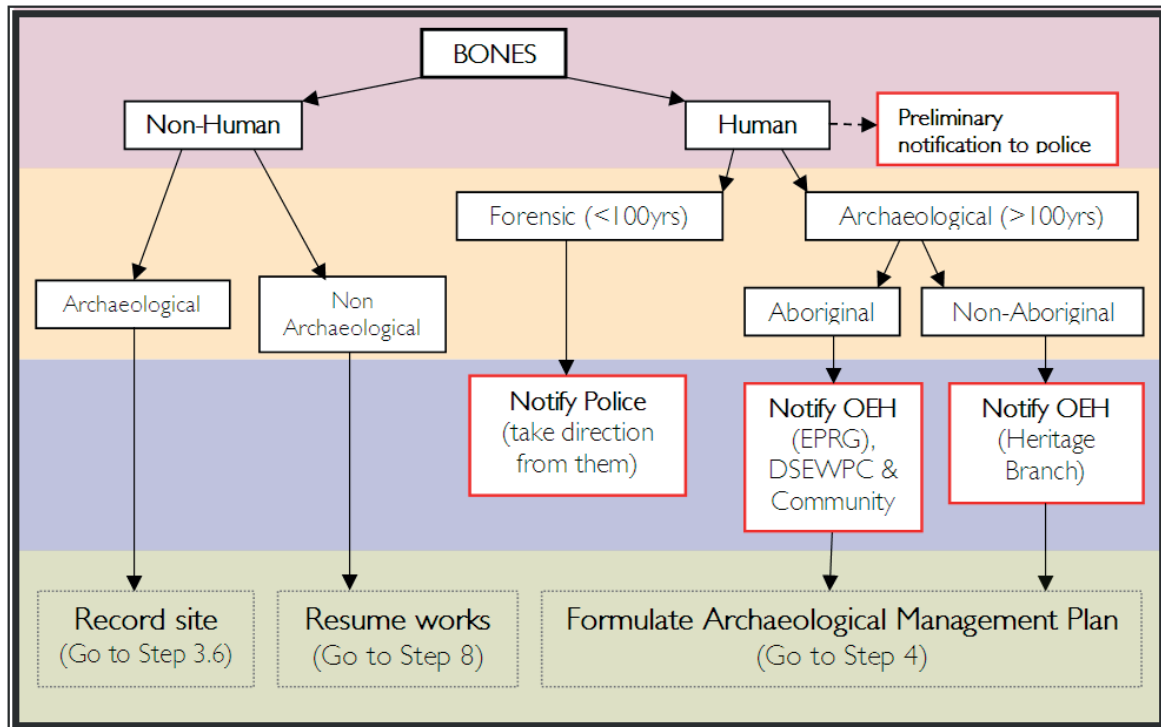 BONES
Non-Human
Human
Preliminary
notification to police
Forensic (<100yrs)
Archaeological (>100yrs)
Archaeological
Non
Archaeological
Aboriginal
Non-Aboriginal
Notify Police
(take direction
from them)
Notify OEH
(EPRG),
DSEWPC &
Community
Notify OEH
(Heritage
Branch)
Record site
(Go to Step 3.6)
Resume works
(Go to Step 8)
Formulate Archaeological Management Plan
(Go to Step 4)